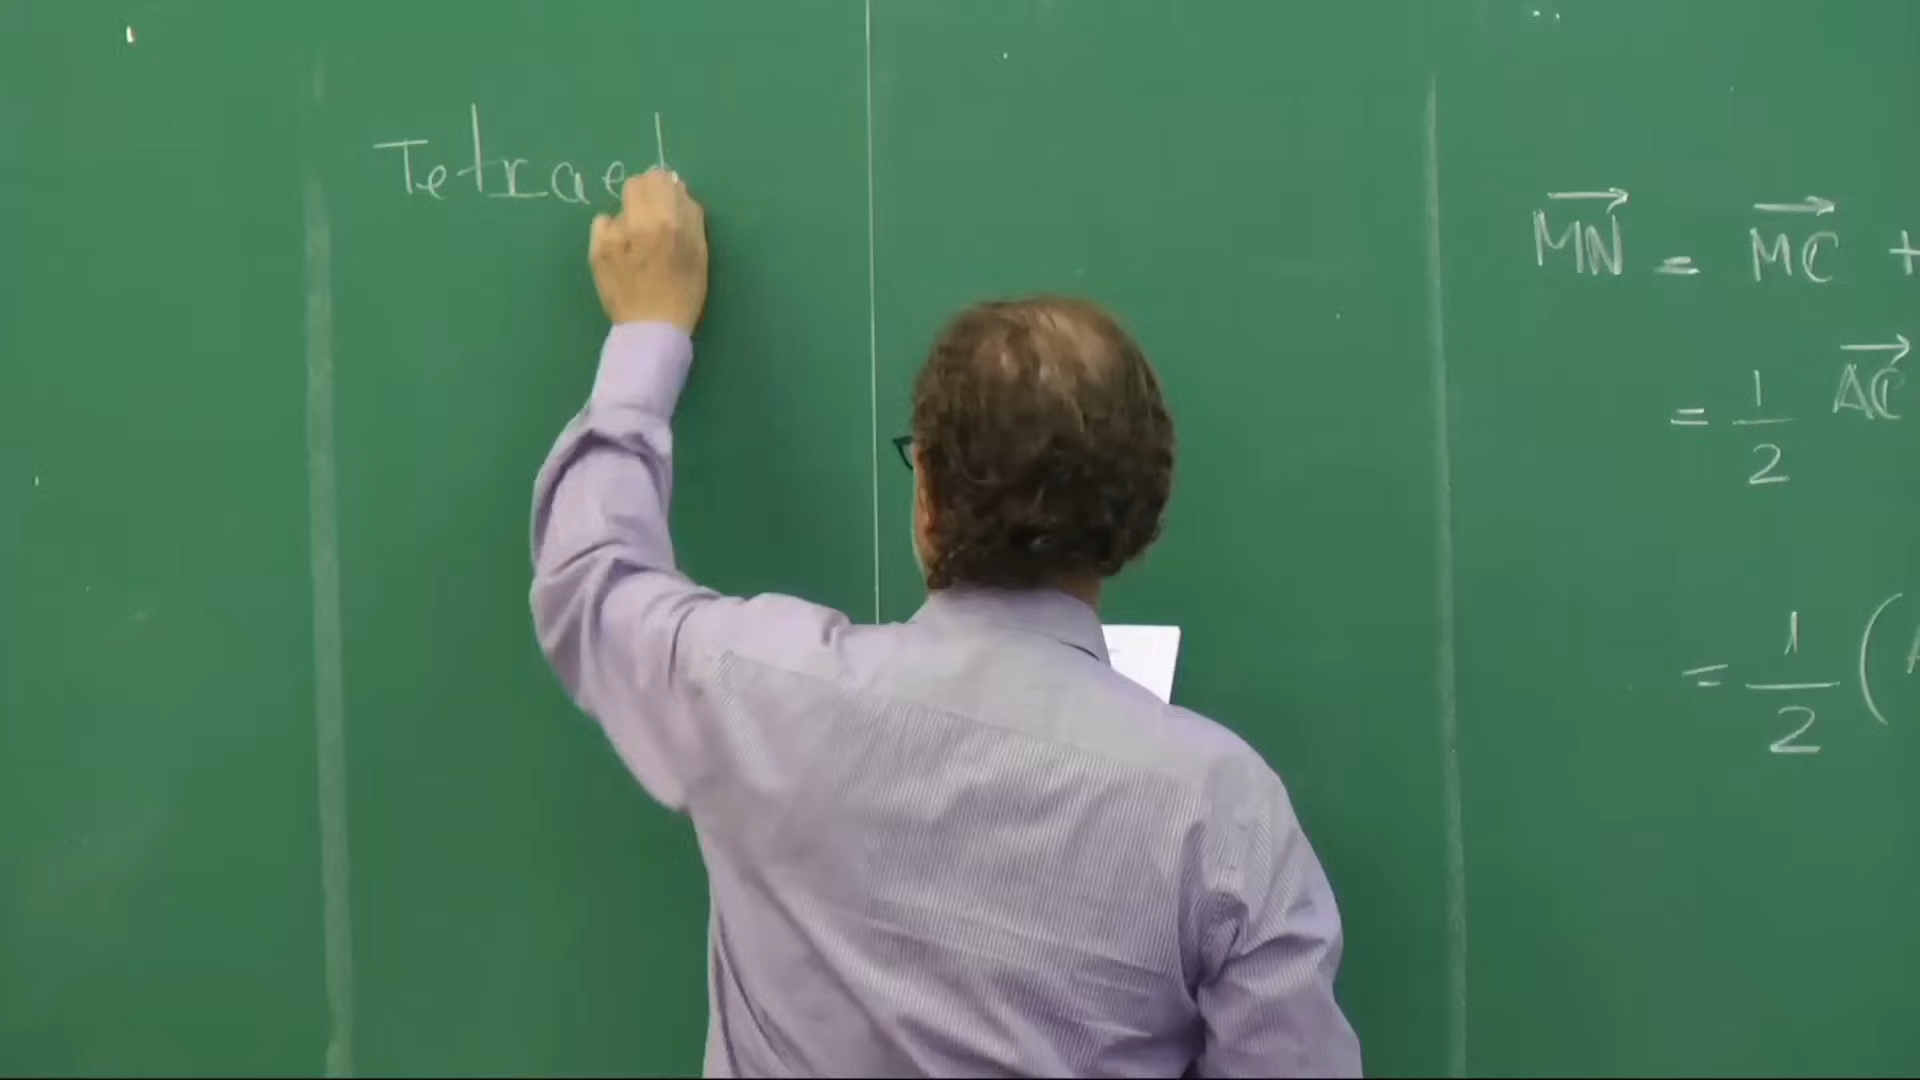 Tetraed
MN = MC +
= 1/2 AC
= 1/2 (